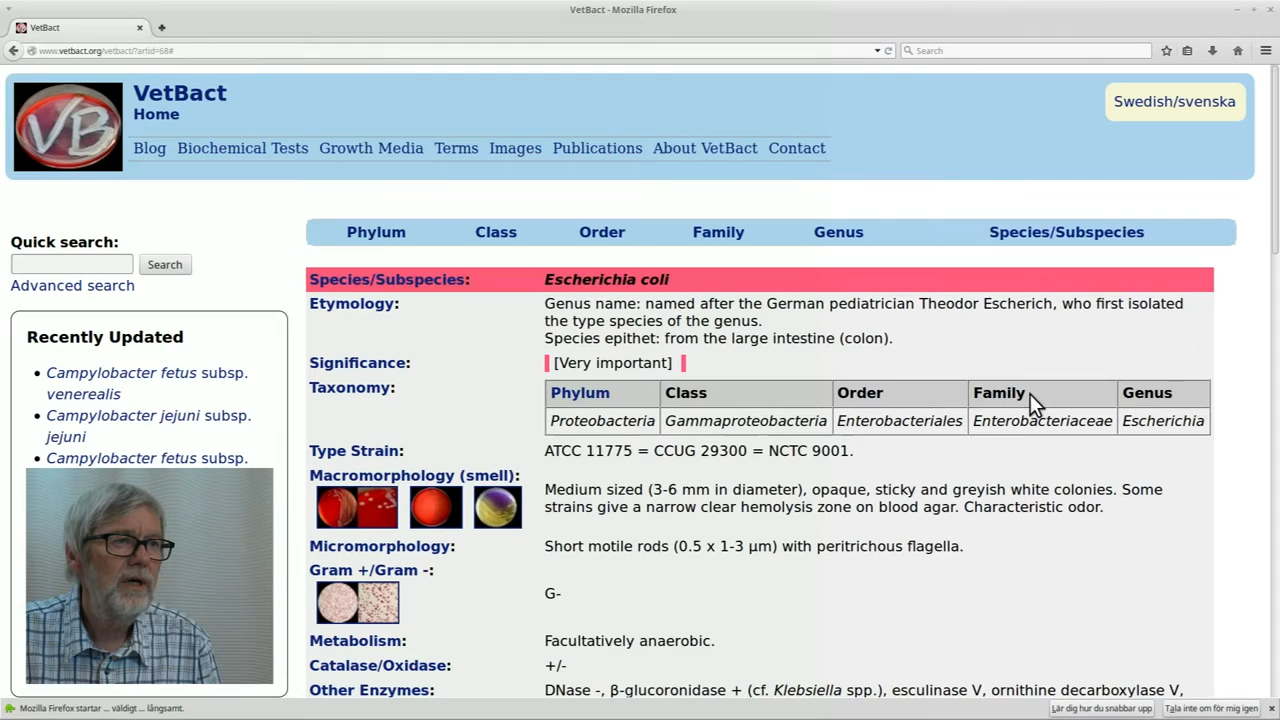 VetBact - Mozilla Firefox
VetBact
www.vetbact.org/vetbact/?artid=68#
Search
VB
VetBact
Home
Swedish/svenska
Blog Biochemical Tests Growth Media Terms Images Publications About VetBact Contact
Phylum Class Order Family Genus Species/Subspecies
Quick search:
Search
Advanced search
Recently Updated
Campylobacter fetus subsp.
venerealis
Campylobacter jejuni subsp.
jejuni
Campylobacter fetus subsp.
Species/Subspecies: Escherichia coli
Etymology: Genus name: named after the German pediatrician Theodor Escherich, who first isolated
the type species of the genus.
Species epithet: from the large intestine (colon).
Significance: [Very important]
Taxonomy: Phylum Class Order Family Genus
Proteobacteria Gammaproteobacteria Enterobacteriales Enterobacteriaceae Escherichia
Type Strain: ATCC 11775 = CCUG 29300 = NCTC 9001.
Macromorphology (smell):
Medium sized (3-6 mm in diameter), opaque, sticky and greyish white colonies. Some
strains give a narrow clear hemolysis zone on blood agar. Characteristic odor.
Micromorphology: Short motile rods (0.5 x 1-3 µm) with peritrichous flagella.
Gram +/Gram -:
G-
Metabolism: Facultatively anaerobic.
Catalase/Oxidase: +/-
Other Enzymes: DNase -, β-glucoronidase + (cf. Klebsiella spp.), esculinase V, ornithine decarboxylase V,
Mozilla Firefox startar ... väldigt ... långsamt.
Lär dig hur du snabbar upp
Tala inte om för mig igen